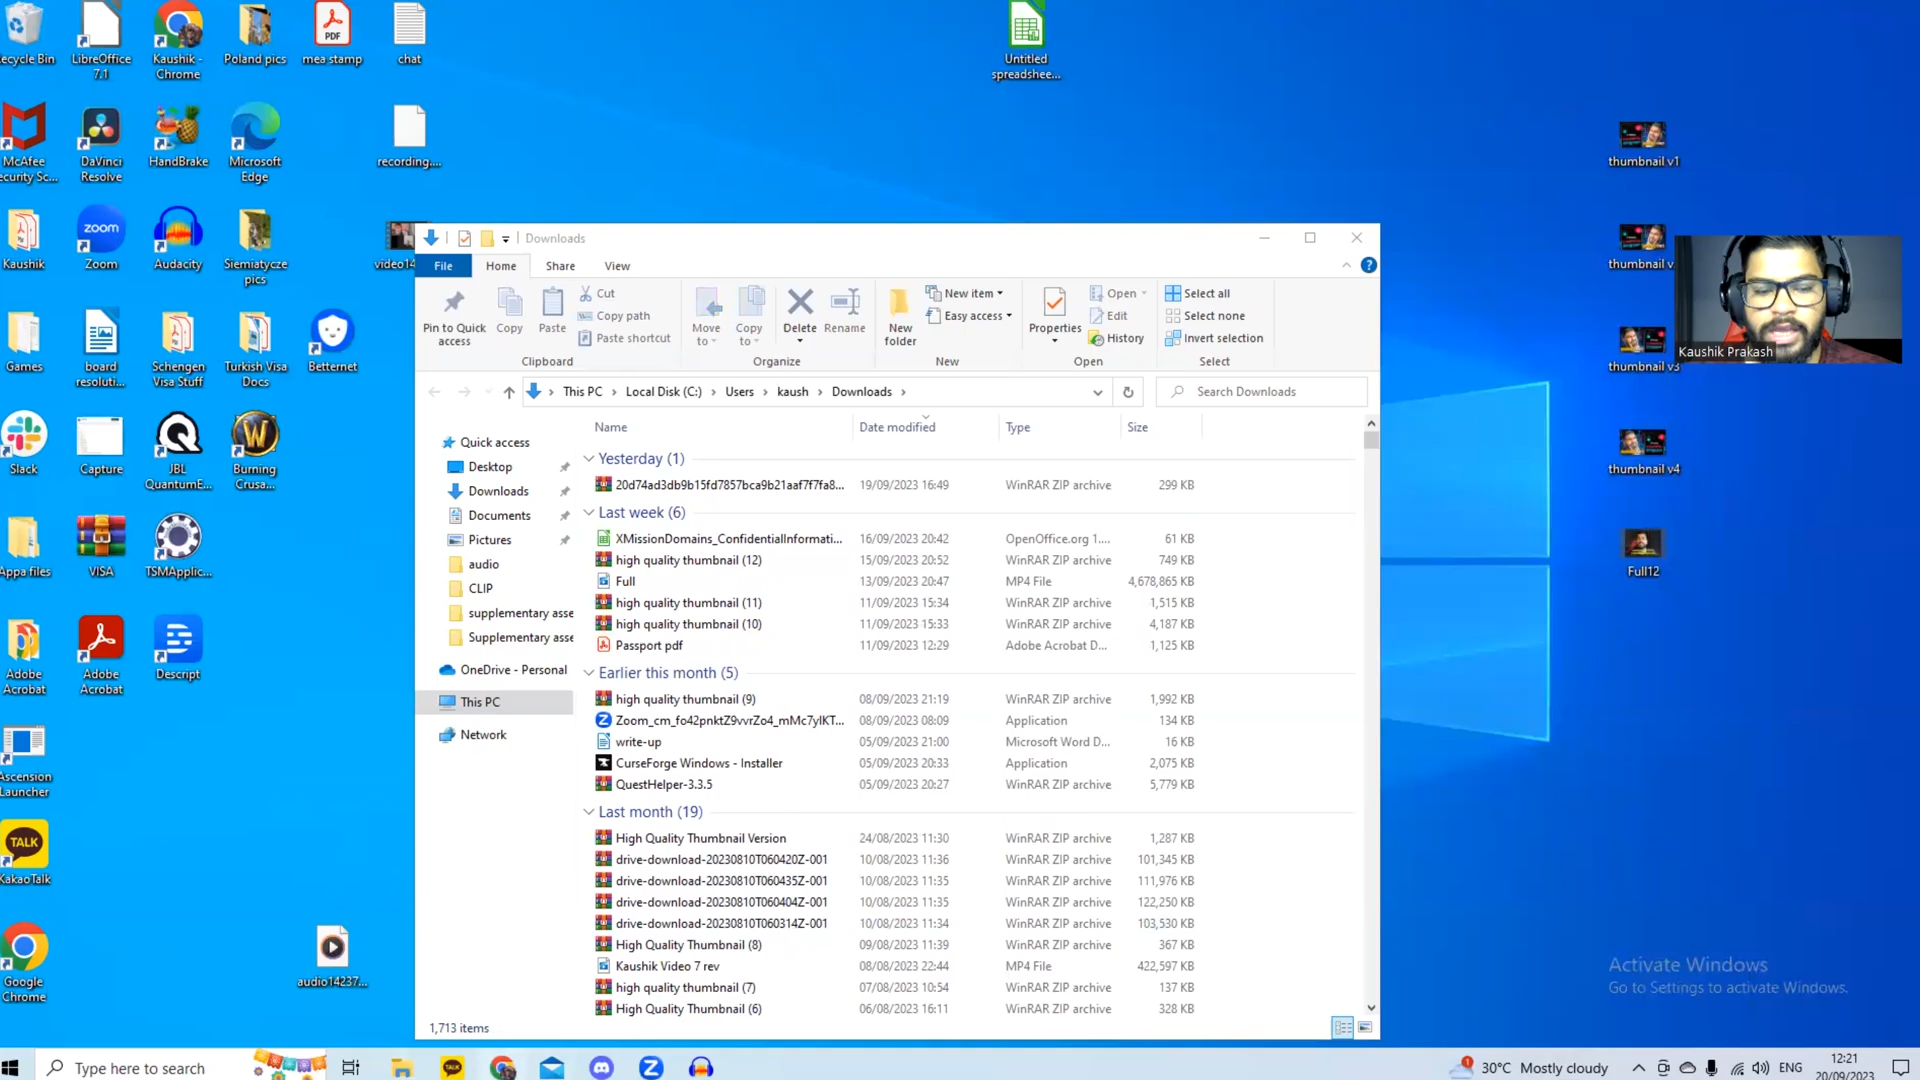 ecycle Bin
LibreOffice
7.1
Kaushik -
Chrome
Poland pics
PDF
mea stamp
chat
Untitled
spreadshee...
McAfee
ecurity Sc...
DaVinci
Resolve
HandBrake
Microsoft
Edge
recording....
thumbnail v1
Kaushik
zoom
Zoom
Audacity
Siemiatycze
pics
video14
thumbnail v
Games
board
resoluti...
Schengen
Visa Stuff
Turkish Visa
Docs
Betternet
Kaushik Prakash
thumbnail v3
Slack
Capture
JBL
QuantumE...
Burning
Crusa...
thumbnail v4
Appa files
VISA
TSMApplic...
Full12
Adobe
Acrobat
Adobe
Acrobat
Descript
Ascension
Launcher
TALK
KakaoTalk
Google
Chrome
audio14237...
Downloads
File Home Share View
Pin to Quick
access
Copy
Paste
Cut
Copy path
Paste shortcut
Clipboard
Move
to
Copy
to
Delete
Rename
Organize
New
folder
New item
Easy access
New
Properties
Open
Edit
History
Open
Select all
Select none
Invert selection
Select
This PC > Local Disk (C:) > Users > kaush > Downloads >
Search Downloads
Quick access
Desktop
Downloads
Documents
Pictures
audio
CLIP
supplementary asse
Supplementary asse
OneDrive - Personal
This PC
Network
Name Date modified Type Size
Yesterday (1)
20d74ad3db9b15fd7857bca9b21aaf7f7fa8... 19/09/2023 16:49 WinRAR ZIP archive 299 KB
Last week (6)
XMissionDomains_ConfidentialInformati... 16/09/2023 20:42 OpenOffice.org 1.... 61 KB
high quality thumbnail (12) 15/09/2023 20:52 WinRAR ZIP archive 749 KB
Full 13/09/2023 20:47 MP4 File 4,678,865 KB
high quality thumbnail (11) 11/09/2023 15:34 WinRAR ZIP archive 1,515 KB
high quality thumbnail (10) 11/09/2023 15:33 WinRAR ZIP archive 4,187 KB
Passport pdf 11/09/2023 12:29 Adobe Acrobat D... 1,125 KB
Earlier this month (5)
high quality thumbnail (9) 08/09/2023 21:19 WinRAR ZIP archive 1,992 KB
Zoom_cm_fo42pnktZ9vvrZo4_mMc7yIKT... 08/09/2023 08:09 Application 134 KB
write-up 05/09/2023 21:00 Microsoft Word D... 16 KB
CurseForge Windows - Installer 05/09/2023 20:33 Application 2,075 KB
QuestHelper-3.3.5 05/09/2023 20:27 WinRAR ZIP archive 5,779 KB
Last month (19)
High Quality Thumbnail Version 24/08/2023 11:30 WinRAR ZIP archive 1,287 KB
drive-download-20230810T060420Z-001 10/08/2023 11:36 WinRAR ZIP archive 101,345 KB
drive-download-20230810T060435Z-001 10/08/2023 11:35 WinRAR ZIP archive 111,976 KB
drive-download-20230810T060404Z-001 10/08/2023 11:35 WinRAR ZIP archive 122,250 KB
drive-download-20230810T060314Z-001 10/08/2023 11:34 WinRAR ZIP archive 103,530 KB
High Quality Thumbnail (8) 09/08/2023 11:39 WinRAR ZIP archive 367 KB
Kaushik Video 7 rev 08/08/2023 22:44 MP4 File 422,597 KB
high quality thumbnail (7) 07/08/2023 10:54 WinRAR ZIP archive 137 KB
High Quality Thumbnail (6) 06/08/2023 16:11 WinRAR ZIP archive 328 KB
1,713 items
Activate Windows
Go to Settings to activate Windows.
Type here to search
TALK
30°C Mostly cloudy
ENG
12:21
20/09/2023